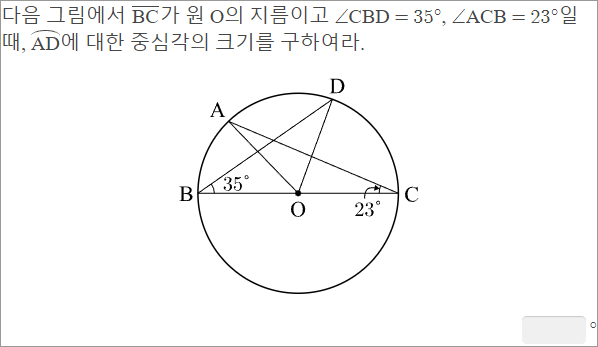 다음 그림에서 BC가 원 O의 지름이고 ∠CBD = 35°, ∠ACB = 23°일
때, AD에 대한 중심각의 크기를 구하여라.
D
A
B
35°
O
23°
C
°